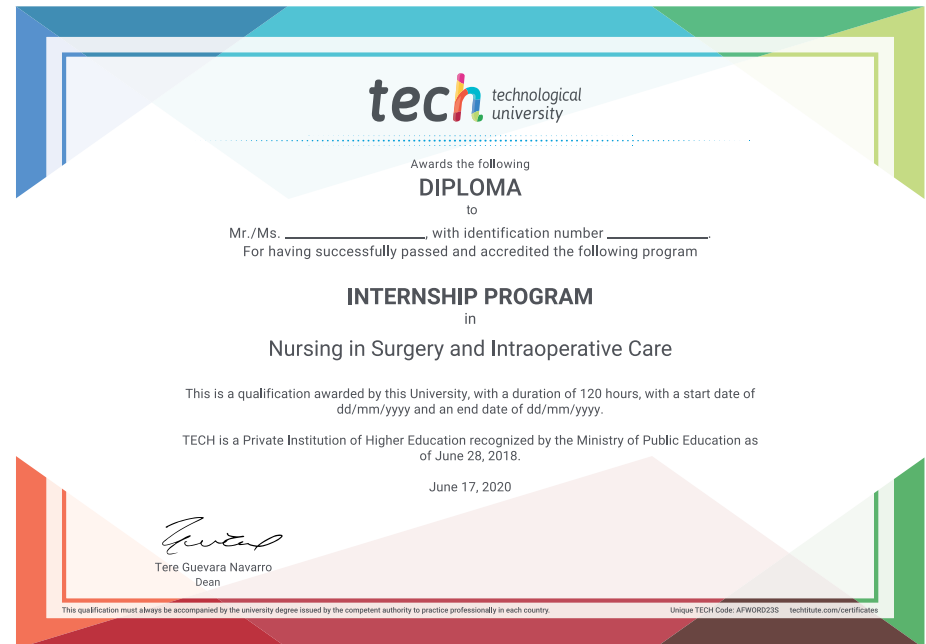 tech technological
university
Awards the following
DIPLOMA
to
Mr./Ms. ____________________, with identification number ______________.
For having successfully passed and accredited the following program
INTERNSHIP PROGRAM
in
Nursing in Surgery and Intraoperative Care
This is a qualification awarded by this University, with a duration of 120 hours, with a start date of
dd/mm/yyyy and an end date of dd/mm/yyyy.
TECH is a Private Institution of Higher Education recognized by the Ministry of Public Education as
of June 28, 2018.
June 17, 2020
Tere Guevara Navarro
Dean
This qualification must always be accompanied by the university degree issued by the competent authority to practice professionally in each country.
Unique TECH Code: AFWORD23S techtitute.com/certificates